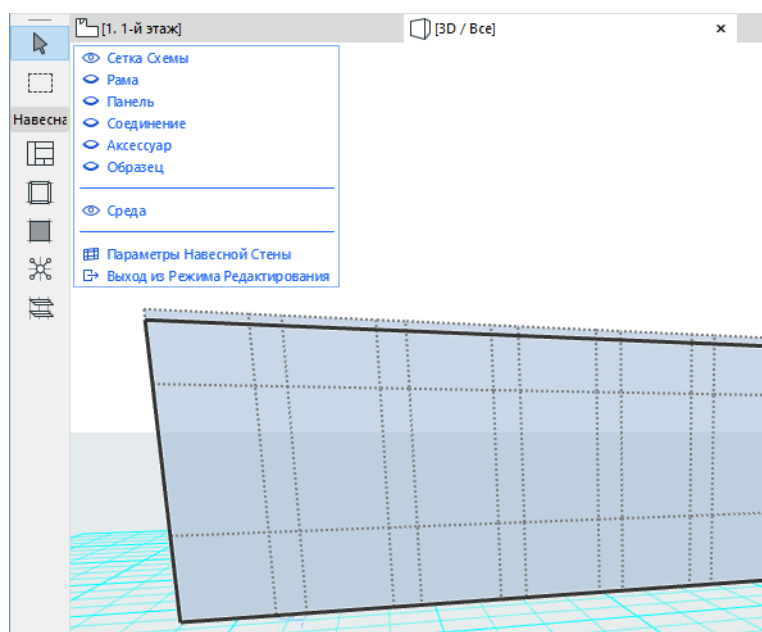 [1. 1-й этаж]
[3D / Все]
Сетка Схемы
Рама
Панель
Соединение
Аксессуар
Образец
Среда
Параметры Навесной Стены
Выход из Режима Редактирования
Навесна